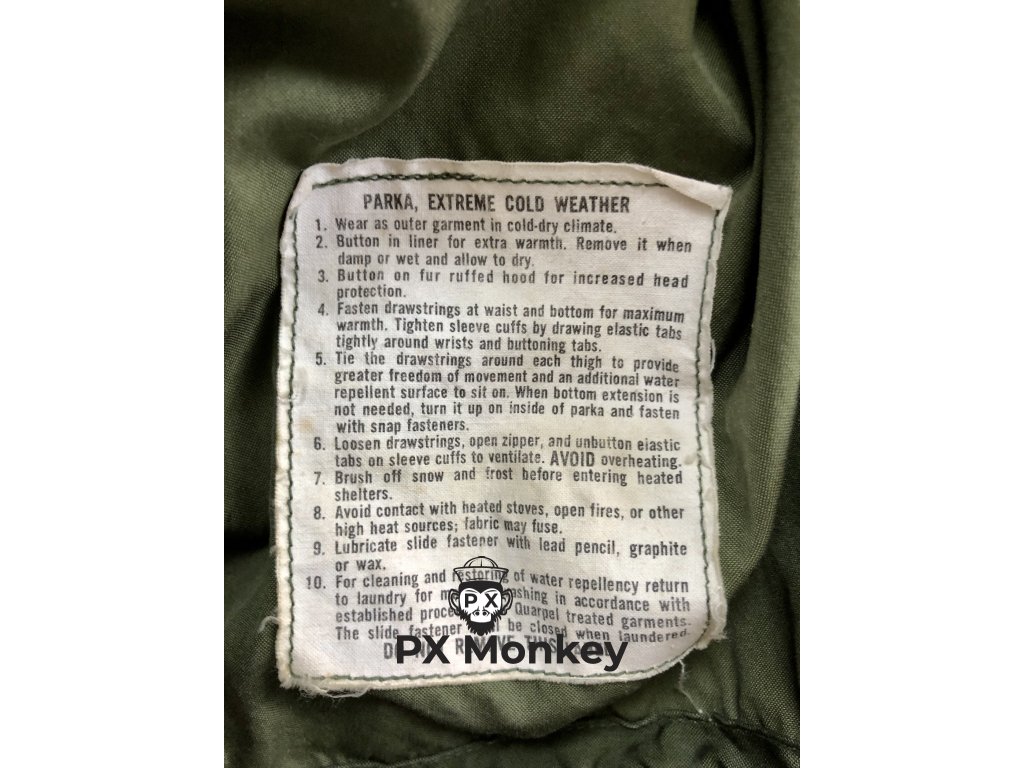 PARKA, EXTREME COLD WEATHER
1. Wear as outer garment in cold-dry climate.
2. Button in liner for extra warmth. Remove it when
damp or wet and allow to dry.
3. Button on fur ruffed hood for increased head
protection.
4. Fasten drawstrings at waist and bottom for maximum
warmth. Tighten sleeve cuffs by drawing elastic tabs
tightly around wrists and buttoning tabs.
5. Tie the drawstrings around each thigh to provide
greater freedom of movement and an additional water
repellent surface to sit on. When bottom extension is
not needed, turn it up on inside of parka and fasten
with snap fasteners.
6. Loosen drawstrings, open zipper, and unbutton elastic
tabs on sleeve cuffs to ventilate. AVOID overheating.
7. Brush off snow and frost before entering heated
shelters.
8. Avoid contact with heated stoves, open fires, or other
high heat sources; fabric may fuse.
9. Lubricate slide fastener with lead pencil, graphite
or wax.
10. For cleaning and restoring of water repellency return
to laundry for in accordance with
established Quarpel treated garments.
The slide fastener be closed when laundered.
PX
PX Monkey